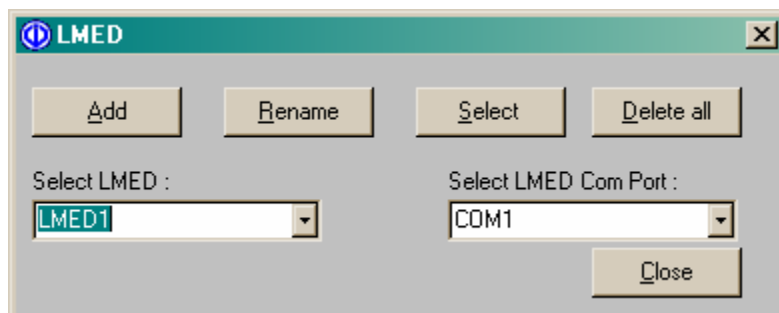 LMED
Add Rename Select Delete all
Select LMED : Select LMED Com Port :
LMED1 COM1
Close